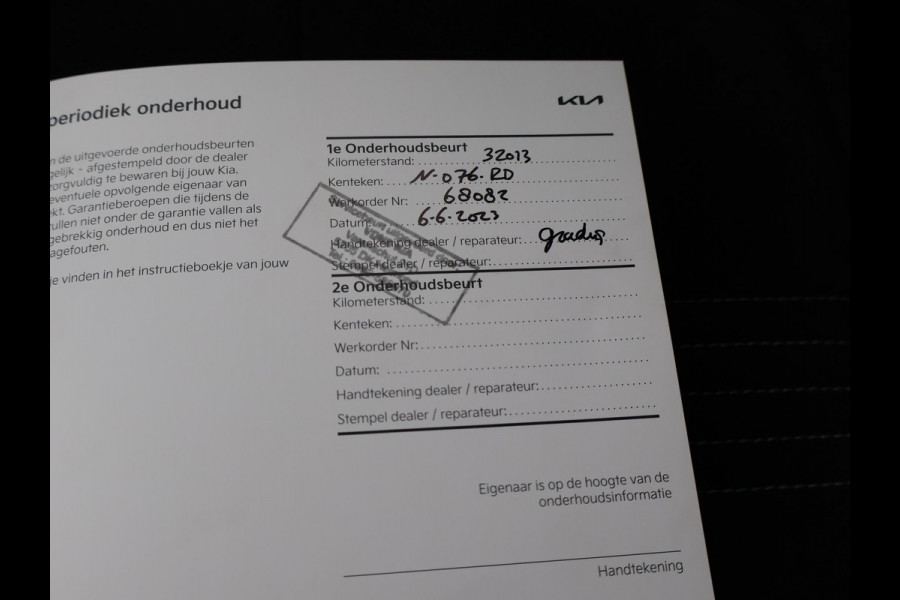 periodiek onderhoud
KIA
n de uitgevoerde onderhoudsbeurten
gelijk - afgestempeld door de dealer
zorgvuldig te bewaren bij jouw Kia.
eventuele opvolgende eigenaar van
kt. Garantieberoepen die tijdens de
ullen niet onder de garantie vallen als
gebrekkig onderhoud en dus niet het
agefouten.
je vinden in het instructieboekje van jouw
1e Onderhoudsbeurt
Kilometerstand: 32013
Kenteken: N-076-RD
Werkorder Nr: 68082
Datum: 6-6-2023
Handtekening dealer / reparateur:
Stempel dealer / reparateur:
2e Onderhoudsbeurt
Kilometerstand:
Kenteken:
Werkorder Nr:
Datum:
Handtekening dealer / reparateur:
Stempel dealer / reparateur:
Eigenaar is op de hoogte van de
onderhoudsinformatie
Handtekening